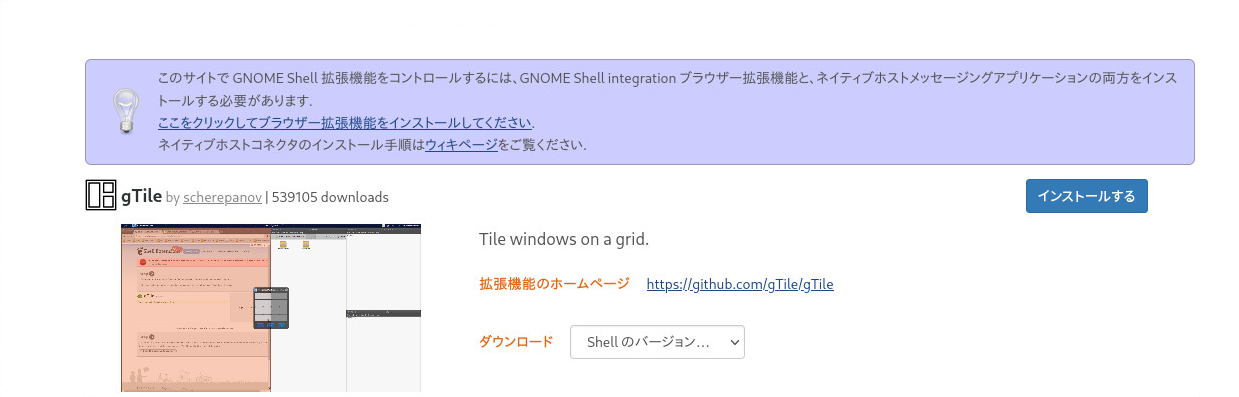 このサイトで GNOME Shell 拡張機能をコントロールするには、GNOME Shell integration ブラウザー拡張機能と、ネイティブホストメッセージングアプリケーションの両方をインス
トールする必要があります.
ここをクリックしてブラウザー拡張機能をインストールしてください.
ネイティブホストコネクタのインストール手順はウィキページをご覧ください.
gTile by scherepanov | 539105 downloads
インストールする
Tile windows on a grid.
拡張機能のホームページ https://github.com/gTile/gTile
ダウンロード Shell のバージョン...